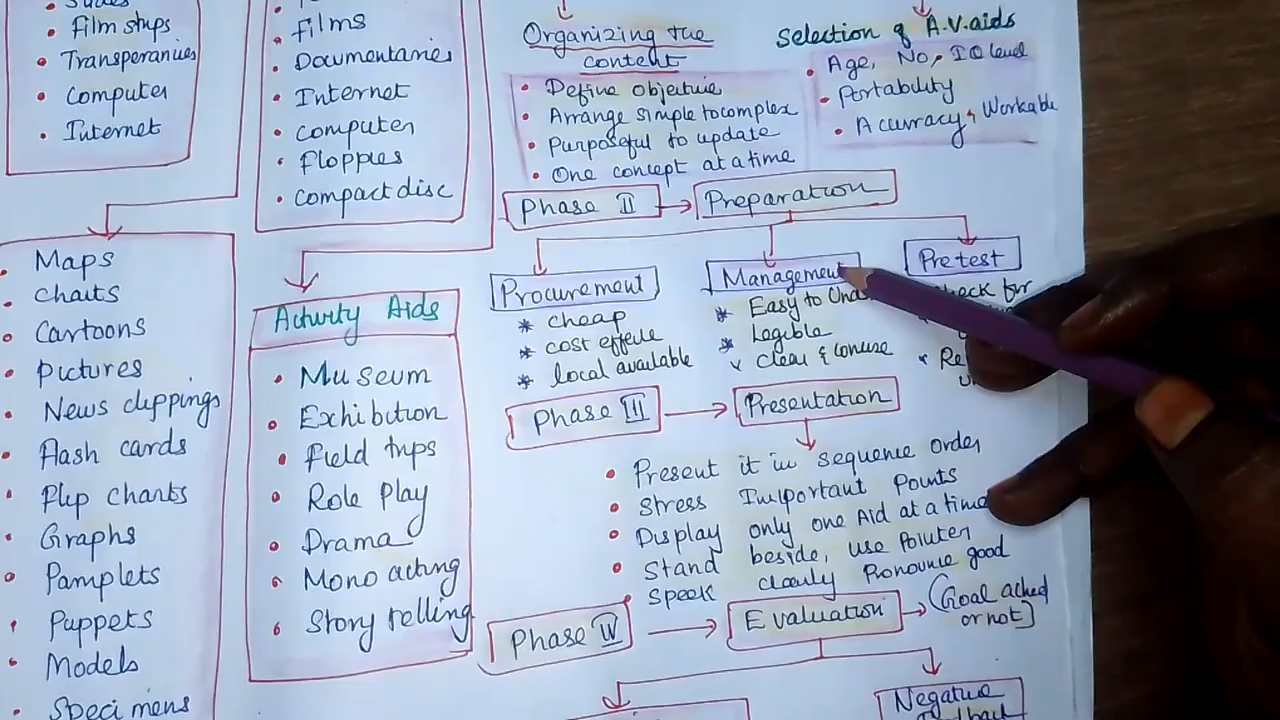 Film strips
Transperancies
Computer
Internet
Films
Documentaries
Internet
Computer
Floppies
Compact disc
Organizing the
content
Define objective
Arrange simple to complex
Purposeful to update
One concept at a time
Selection of A.V. aids
Age, No, IQ level
Portability
Accuracy & Workable
Phase II
Preparation
Procurement
cheap
cost effetie
local available
Management
Easy to
Legible
Clear & Concise
Pretest
check for
Phase III
Presentation
Present it in sequence order
Stress Important Points
Display only one Aid at a time
Stand beside, use Pointer
Speek clearly Pronounce good
Phase IV
Evaluation
(Goal ached
or not]
Negative
Maps
Charts
Cartoons
Pictures
News clippings
Flash cards
Flip charts
Graphs
Pamplets
Puppets
Models
Specimens
Activity Aids
Museum
Exhibition
Field trips
Role Play
Drama
Mono acting
Story telling